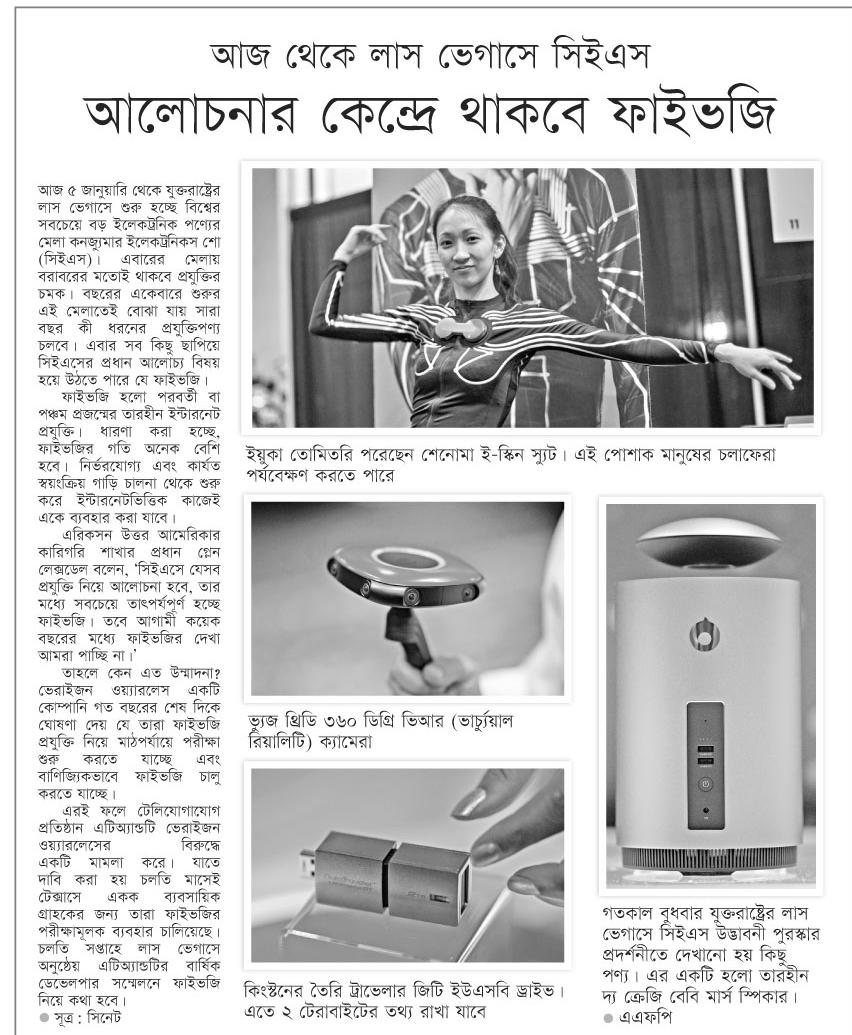 আজ থেকে লাস ভেগাসে সিইএস
আলোচনার কেন্দ্রে থাকবে ফাইভজি
আজ ৫ জানুয়ারি থেকে যুক্তরাষ্ট্রের
লাস ভেগাসে শুরু হচ্ছে বিশ্বের
সবচেয়ে বড় ইলেকট্রনিক পণ্যের
মেলা কনজ্যুমার ইলেকট্রনিকস শো
(সিইএস)। এবারের মেলায়
বরাবরের মতোই থাকবে প্রযুক্তির
চমক। বছরের একেবারে শুরুর
এই মেলাতেই বোঝা যায় সারা
বছর কী ধরনের প্রযুক্তিপণ্য
চলবে। এবার সব কিছু ছাপিয়ে
সিইএসের প্রধান আলোচ্য বিষয়
হয়ে উঠতে পারে যে ফাইভজি।
ফাইভজি হলো পরবর্তী বা
পঞ্চম প্রজন্মের তারহীন ইন্টারনেট
প্রযুক্তি। ধারণা করা হচ্ছে,
ফাইভজির গতি অনেক বেশি
হবে। নির্ভরযোগ্য এবং কার্যত
স্বয়ংক্রিয় গাড়ি চালনা থেকে শুরু
করে ইন্টারনেটভিত্তিক কাজেই
একে ব্যবহার করা যাবে।
এরিকসন উত্তর আমেরিকার
কারিগরি শাখার প্রধান গ্লেন
লেক্সডেল বলেন, ‘সিইএসে যেসব
প্রযুক্তি নিয়ে আলোচনা হবে, তার
মধ্যে সবচেয়ে তাৎপর্যপূর্ণ হচ্ছে
ফাইভজি। তবে আগামী কয়েক
বছরের মধ্যে ফাইভজির দেখা
আমরা পাচ্ছি না।’
তাহলে কেন এত উন্মাদনা?
ভেরাইজন ওয়্যারলেস একটি
কোম্পানি গত বছরের শেষ দিকে
ঘোষণা দেয় যে তারা ফাইভজি
প্রযুক্তি নিয়ে মাঠপর্যায়ে পরীক্ষা
শুরু করতে যাচ্ছে এবং
বাণিজ্যিকভাবে ফাইভজি চালু
করতে যাচ্ছে।
এরই ফলে টেলিযোগাযোগ
প্রতিষ্ঠান এটিঅ্যান্ডটি ভেরাইজন
ওয়্যারলেসের বিরুদ্ধে
একটি মামলা করে। যাতে
দাবি করা হয় চলতি মাসেই
টেক্সাসে একক ব্যবসায়িক
গ্রাহকের জন্য তারা ফাইভজির
পরীক্ষামূলক ব্যবহার চালিয়েছে।
চলতি সপ্তাহে লাস ভেগাসে
অনুষ্ঠেয় এটিঅ্যান্ডটির বার্ষিক
ডেভেলপার সম্মেলনে ফাইভজি
নিয়ে কথা হবে।
● সূত্র : সিনেট
11
ইয়ুকা তোমিতরি পরেছেন শেনোমা ই-স্কিন স্যুট। এই পোশাক মানুষের চলাফেরা
পর্যবেক্ষণ করতে পারে
ভ্যুজ থ্রিডি ৩৬০ ডিগ্রি ভিআর (ভার্চ্যুয়াল
রিয়ালিটি) ক্যামেরা
কিংস্টনের তৈরি ট্রাভেলার জিটি ইউএসবি ড্রাইভ।
এতে ২ টেরাবাইটের তথ্য রাখা যাবে
গতকাল বুধবার যুক্তরাষ্ট্রের লাস
ভেগাসে সিইএস উদ্ভাবনী পুরস্কার
প্রদর্শনীতে দেখানো হয় কিছু
পণ্য। এর একটি হলো তারহীন
দ্য ক্রেজি বেবি মার্স স্পিকার।
● এএফপি